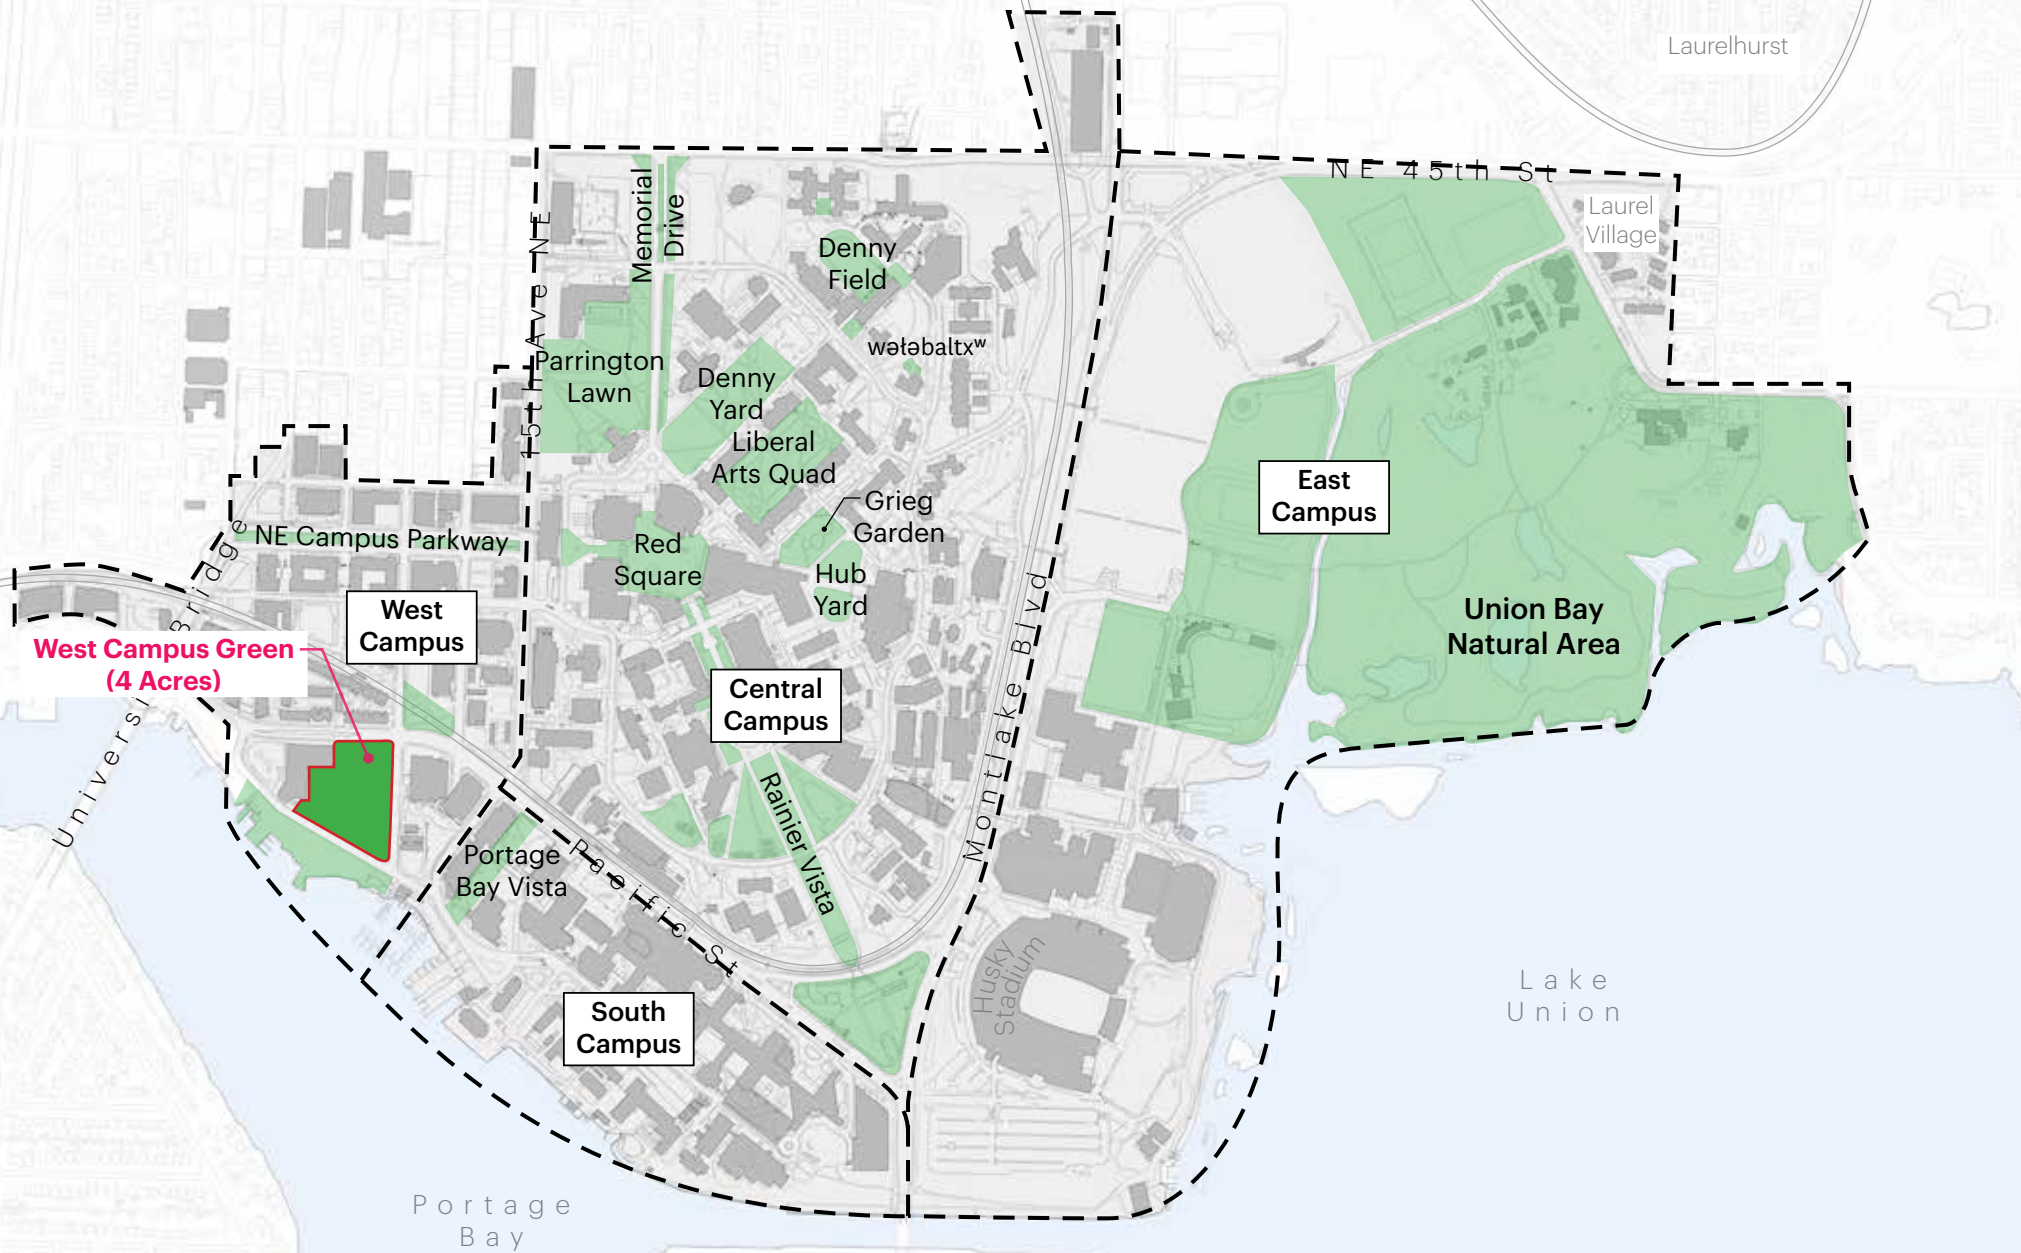 Laurelhurst
NE 45th St
Laurel
Village
Memorial
Drive
15th Ave NE
Denny
Field
wəɫəbaltxʷ
Parrington
Lawn
Denny
Yard
Liberal
Arts Quad
Grieg
Garden
East
Campus
NE Campus Parkway
Red
Square
Hub
Yard
West
Campus
Union Bay
Natural Area
West Campus Green
(4 Acres)
University Bridge
Central
Campus
Montlake Blvd
Rainier Vista
Portage
Bay Vista
Pacific St
Husky
Stadium
Lake
Union
South
Campus
Portage
Bay